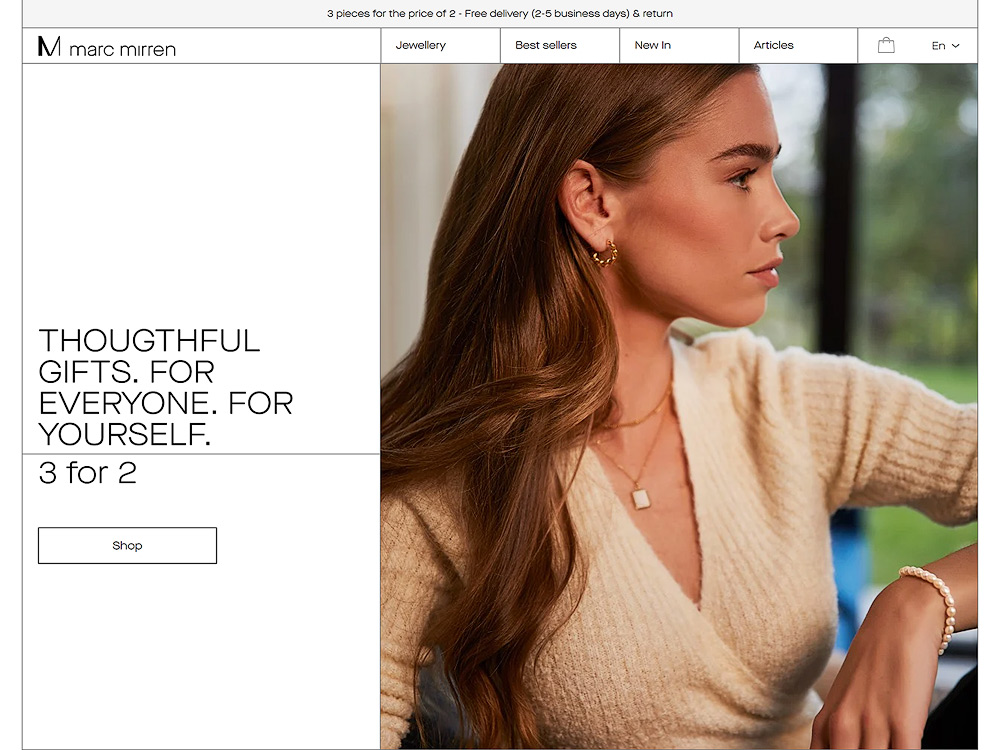 3 pieces for the price of 2 - Free delivery (2-5 business days) & return
M marc mirren
Jewellery
Best sellers
New In
Articles
En
THOUGTHFUL
GIFTS. FOR
EVERYONE. FOR
YOURSELF.
3 for 2
Shop